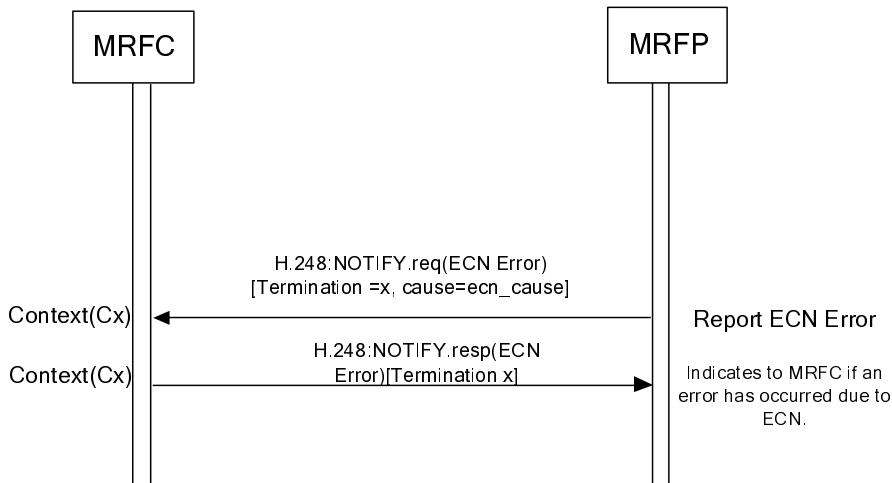 MRFC
MRFP
H.248:NOTIFY.req(ECN Error)
[Termination =x, cause=ecn_cause]
Context(Cx)
Report ECN Error
H.248:NOTIFY.resp(ECN
Error)[Termination x]
Context(Cx)
Indicates to MRFC if an
error has occurred due to
ECN.